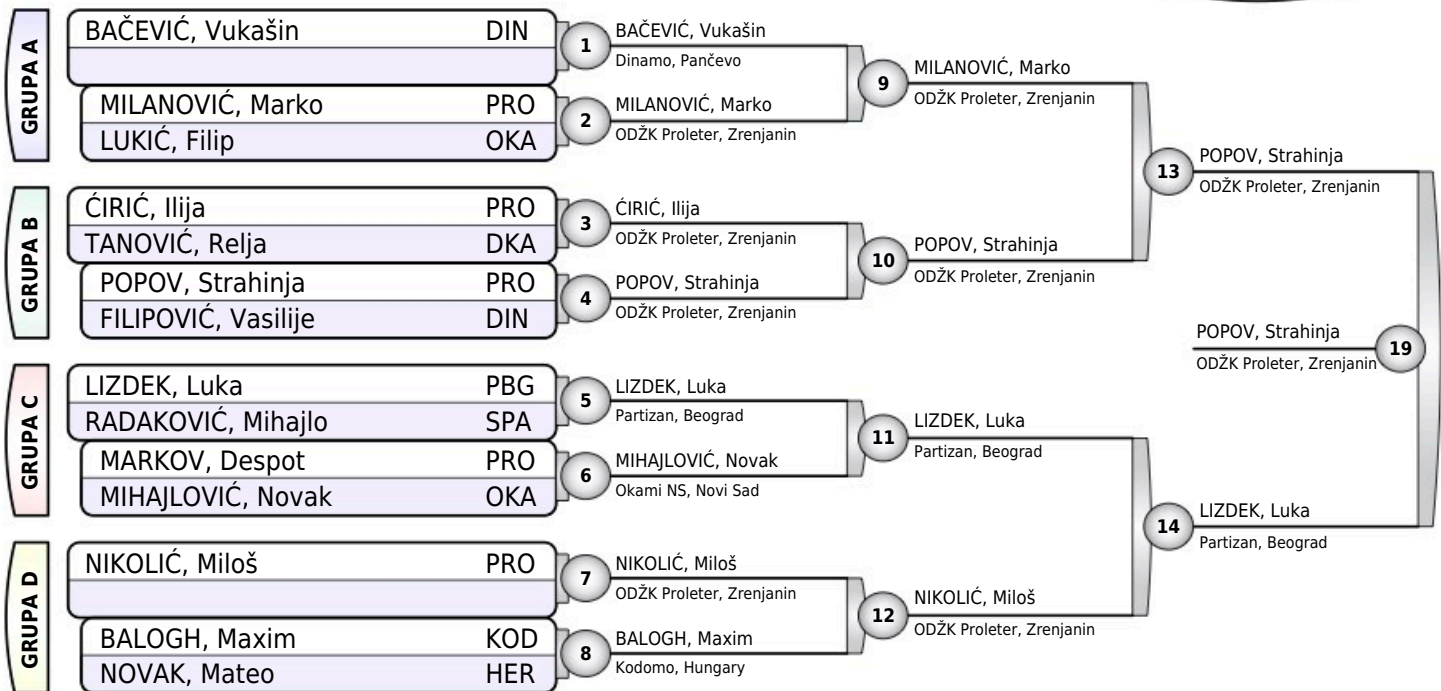 GRUPA A
BAČEVIĆ, Vukašin DIN
MILANOVIĆ, Marko PRO
LUKIĆ, Filip OKA
GRUPA B
ĆIRIĆ, Ilija PRO
TANOVIĆ, Relja DKA
POPOV, Strahinja PRO
FILIPOVIĆ, Vasilije DIN
GRUPA C
LIZDEK, Luka PBG
RADAKOVIĆ, Mihajlo SPA
MARKOV, Despot PRO
MIHAJLOVIĆ, Novak OKA
GRUPA D
NIKOLIĆ, Miloš PRO
BALOGH, Maxim KOD
NOVAK, Mateo HER
1
BAČEVIĆ, Vukašin
Dinamo, Pančevo
2
MILANOVIĆ, Marko
ODŽK Proleter, Zrenjanin
3
ĆIRIĆ, Ilija
ODŽK Proleter, Zrenjanin
4
POPOV, Strahinja
ODŽK Proleter, Zrenjanin
5
LIZDEK, Luka
Partizan, Beograd
6
MIHAJLOVIĆ, Novak
Okami NS, Novi Sad
7
NIKOLIĆ, Miloš
ODŽK Proleter, Zrenjanin
8
BALOGH, Maxim
Kodomo, Hungary
9
MILANOVIĆ, Marko
ODŽK Proleter, Zrenjanin
10
POPOV, Strahinja
ODŽK Proleter, Zrenjanin
11
LIZDEK, Luka
Partizan, Beograd
12
NIKOLIĆ, Miloš
ODŽK Proleter, Zrenjanin
13
POPOV, Strahinja
ODŽK Proleter, Zrenjanin
14
LIZDEK, Luka
Partizan, Beograd
POPOV, Strahinja
ODŽK Proleter, Zrenjanin
19